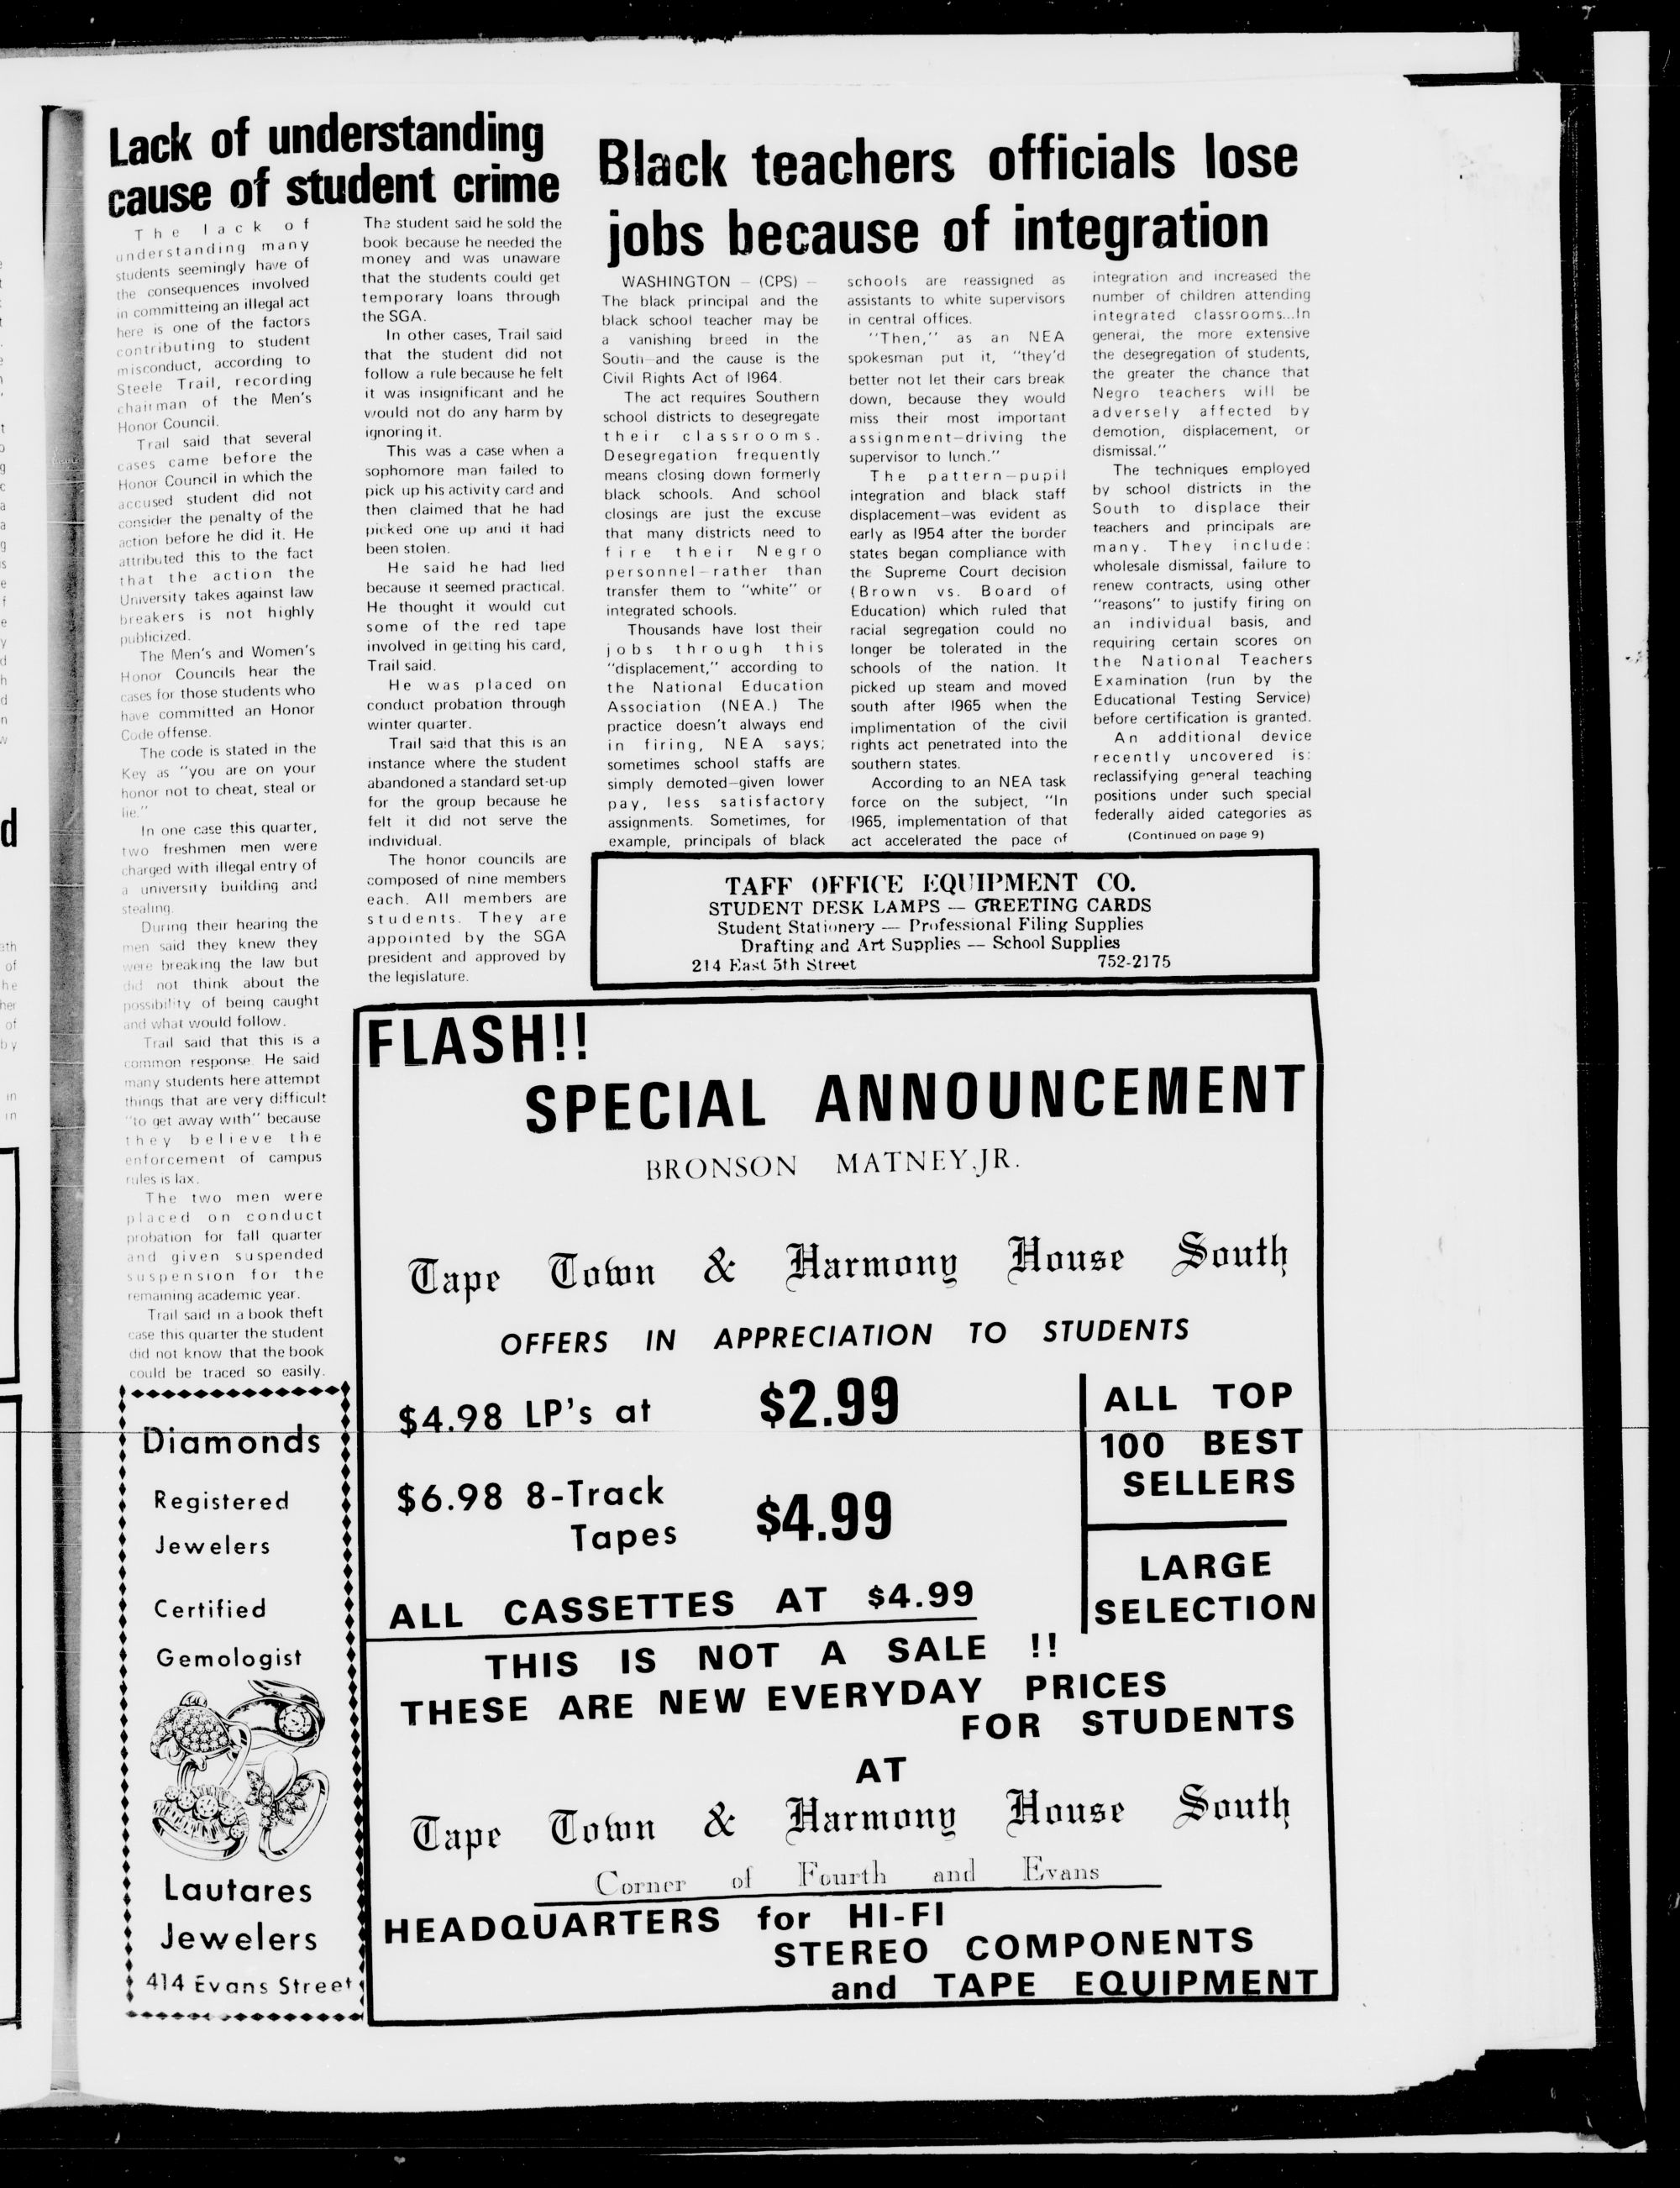 Lack of understanding
cause of student crime
The lack of
understanding many
students seemingly have of
the consequences involved
in committeing an illegal act
here is one of the factors
contributing to student
misconduct, according to
Steele Trail, recording
chairman of the Men's
Honor Council.
Trail said that several
cases came before the
Honor Council in which the
accused student did not
consider the penalty of the
action before he did it. He
attributed this to the fact
that the action the
University takes against law
breakers is not highly
publicized.
The Men's and Women's
Honor Councils hear the
cases for those students who
have committed an Honor
Code offense.
The code is stated in the
Key as "you are on your
honor not to cheat, steal or
lie."
In one case this quarter,
two freshmen men were
charged with illegal entry of
a university building and
stealing.
During their hearing the
men said they knew they
were breaking the law but
did not think about the
possibility of being caught
and what would follow.
Trail said that this is a
common response. He said
many students here attempt
things that are very difficult
"to get away with" because
they believe the
enforcement of campus
rules is lax.
The two men were
placed on conduct
probation for fall quarter
and given suspended
suspension for the
remaining academic year.
Trail said in a book theft
case this quarter the student
did not know that the book
could be traced so easily.
The student said he sold the
book because he needed the
money and was unaware
that the students could get
temporary loans through
the SGA.
In other cases, Trail said
that the student did not
follow a rule because he felt
it was insignificant and he
would not do any harm by
ignoring it.
This was a case when a
sophomore man failed to
pick up his activity card and
then claimed that he had
picked one up and it had
been stolen.
He said he had lied
because it seemed practical.
He thought it would cut
some of the red tape
involved in getting his card,
Trail said.
He was placed on
conduct probation through
winter quarter.
Trail said that this is an
instance where the student
abandoned a standard set-up
for the group because he
felt it did not serve the
individual.
The honor councils are
composed of nine members
each. All members are
students. They are
appointed by the SGA
president and approved by
the legislature.
Black teachers officials lose
jobs because of integration
WASHINGTON – (CPS) –
The black principal and the
black school teacher may be
a vanishing breed in the
South–and the cause is the
Civil Rights Act of 1964.
The act requires Southern
school districts to desegregate
their classrooms.
Desegregation frequently
means closing down formerly
black schools. And school
closings are just the excuse
that many districts need to
fire their Negro
personnel–rather than
transfer them to "white" or
integrated schools.
Thousands have lost their
jobs through this
"displacement," according to
the National Education
Association (NEA.) The
practice doesn't always end
in firing, NEA says;
sometimes school staffs are
simply demoted–given lower
pay, less satisfactory
assignments. Sometimes, for
example, principals of black
schools are reassigned as
assistants to white supervisors
in central offices.
"Then," as an NEA
spokesman put it, "they'd
better not let their cars break
down, because they would
miss their most important
assignment–driving the
supervisor to lunch."
The pattern–pupil
integration and black staff
displacement–was evident as
early as 1954 after the border
states began compliance with
the Supreme Court decision
(Brown vs. Board of
Education) which ruled that
racial segregation could no
longer be tolerated in the
schools of the nation. It
picked up steam and moved
south after 1965 when the
implimentation of the civil
rights act penetrated into the
southern states.
According to an NEA task
force on the subject, "In
1965, implementation of that
act accelerated the pace of
integration and increased the
number of children attending
integrated classrooms...In
general, the more extensive
the desegregation of students,
the greater the chance that
Negro teachers will be
adversely affected by
demotion, displacement, or
dismissal."
The techniques employed
by school districts in the
South to displace their
teachers and principals are
many. They include:
wholesale dismissal, failure to
renew contracts, using other
"reasons" to justify firing on
an individual basis, and
requiring certain scores on
the National Teachers
Examination (run by the
Educational Testing Service)
before certification is granted.
An additional device
recently uncovered is:
reclassifying general teaching
positions under such special
federally aided categories as
(Continued on page 9)
TAFF OFFICE EQUIPMENT CO.
STUDENT DESK LAMPS — GREETING CARDS
Student Stationery — Professional Filing Supplies
Drafting and Art Supplies -- School Supplies
214 East 5th Street 752-2175
FLASH!!
SPECIAL ANNOUNCEMENT
BRONSON MATNEY,JR.
Tape Town & Harmony House South
OFFERS IN APPRECIATION TO STUDENTS
$4.98 LP's at $2.99
$6.98 8-Track
Tapes $4.99
ALL CASSETTES AT $4.99
ALL TOP
100 BEST
SELLERS
LARGE
SELECTION
THIS IS NOT A SALE !!
THESE ARE NEW EVERYDAY PRICES
FOR STUDENTS
AT
Tape Town & Harmony House South
Corner of Fourth and Evans
HEADQUARTERS for HI-FI
STEREO COMPONENTS
and TAPE EQUIPMENT
Diamonds
Registered
Jewelers
Certified
Gemologist
Lautares
Jewelers
414 Evans Street